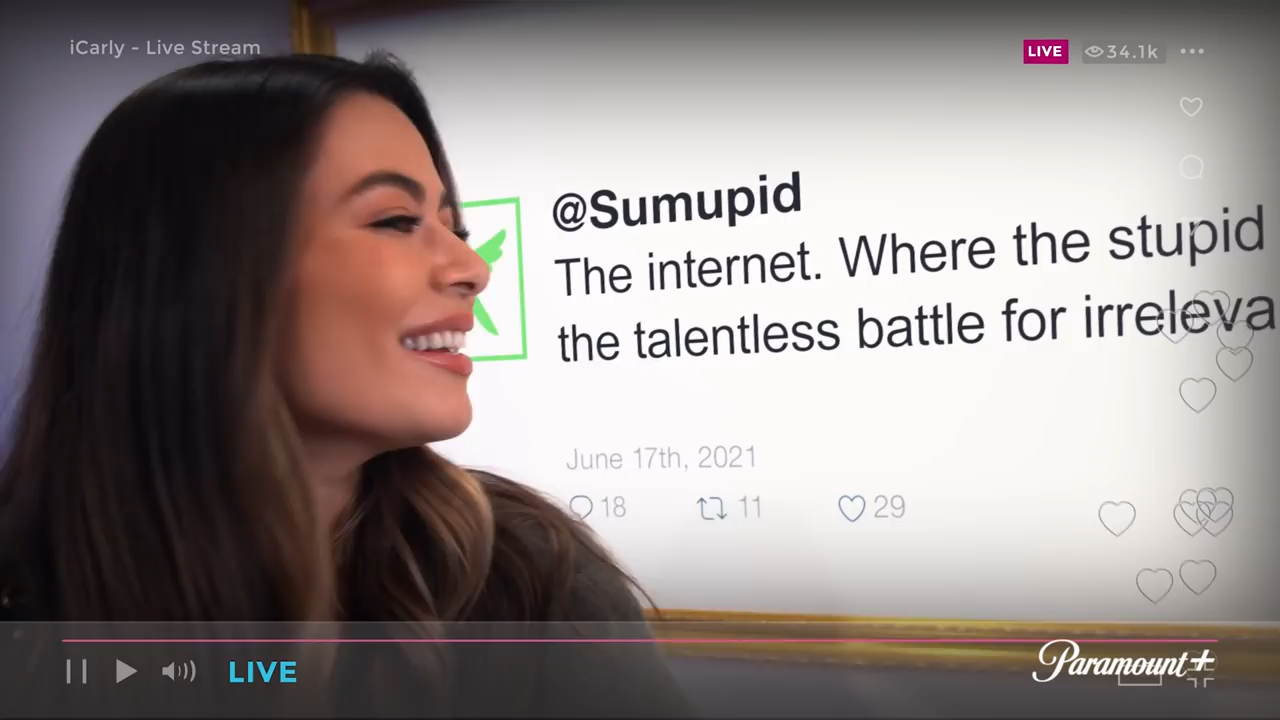 iCarly - Live Stream
LIVE
34.1k
@Sumupid
The internet. Where the stupid
the talentless battle for irreleva
June 17th, 2021
18 11 29
LIVE
Paramount+